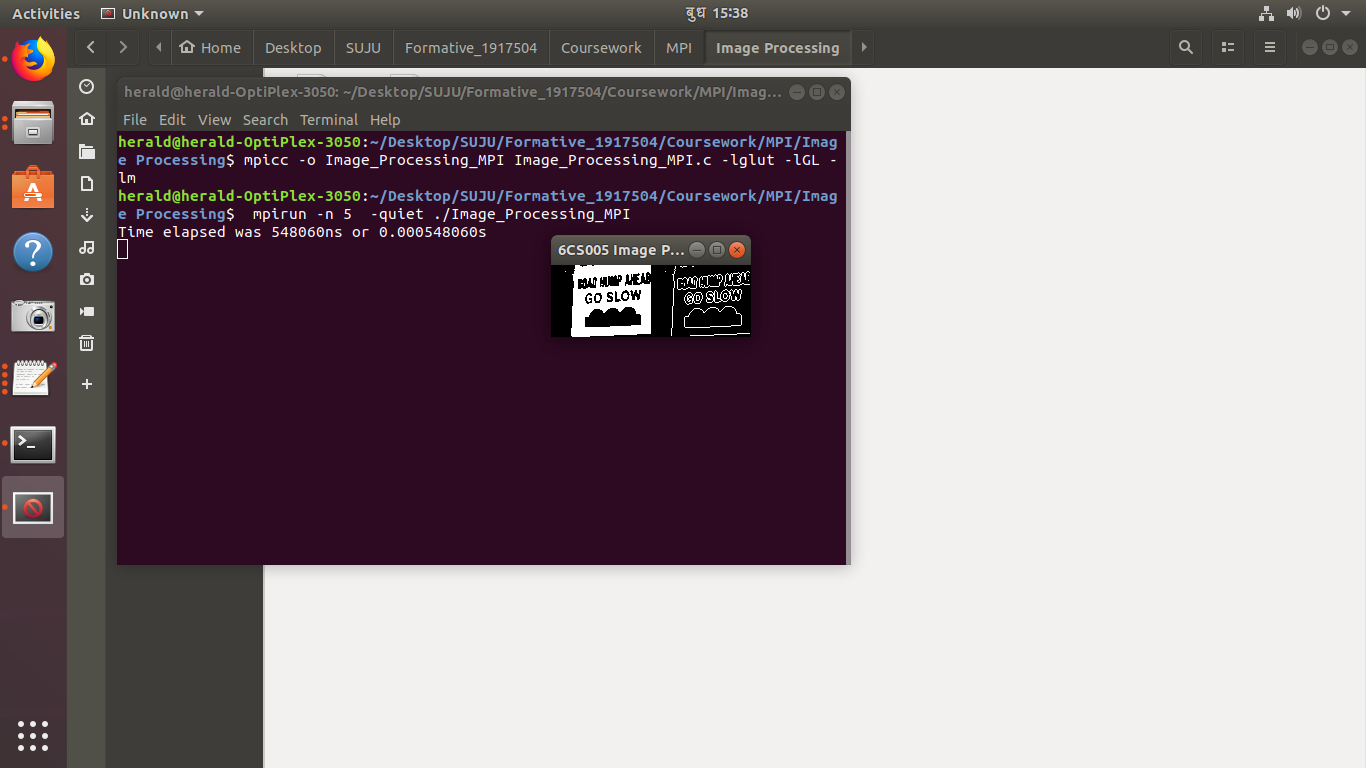 Activities Unknown बुध 15:38
Home Desktop SUJU Formative_1917504 Coursework MPI Image Processing
herald@herald-OptiPlex-3050: ~/Desktop/SUJU/Formative_1917504/Coursework/MPI/Imag...
File Edit View Search Terminal Help
herald@herald-OptiPlex-3050:~/Desktop/SUJU/Formative_1917504/Coursework/MPI/Imag
e Processing$ mpicc -o Image_Processing_MPI Image_Processing_MPI.c -lglut -lGL -
lm
herald@herald-OptiPlex-3050:~/Desktop/SUJU/Formative_1917504/Coursework/MPI/Imag
e Processing$  mpirun -n 5  -quiet ./Image_Processing_MPI
Time elapsed was 548060ns or 0.000548060s
6CS005 Image P...
ROAD HUMP AHEAD ROAD HUMP AHEAD
GO SLOW GO SLOW